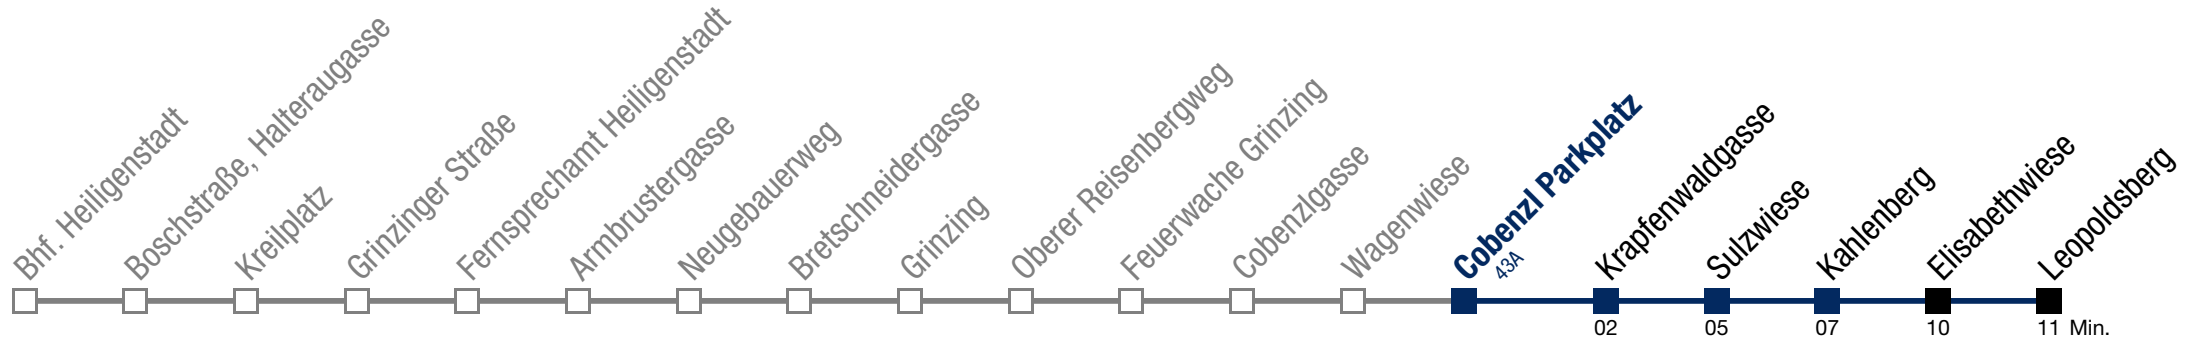 Bhf. Heiligenstadt
Boschstraße, Halteraugasse
Kreilplatz
Grinzinger Straße
Fernsprechamt Heiligenstadt
Armbrustergasse
Neugebauerweg
Bretschneidergasse
Grinzing
Oberer Reisenbergweg
Feuerwache Grinzing
Cobenzlgasse
Wagenwiese
Cobenzl Parkplatz
43A
Krapfenwaldgasse
Sulzwiese
Kahlenberg
Elisabethwiese
Leopoldsberg
02 05 07 10 11 Min.